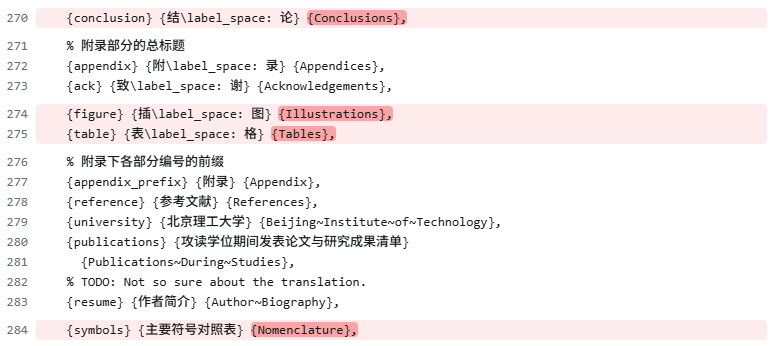 270 {conclusion} {结\label_space: 论} {Conclusions},
271 % 附录部分的总标题
272 {appendix} {附\label_space: 录} {Appendices},
273 {ack} {致\label_space: 谢} {Acknowledgements},
274 {figure} {插\label_space: 图} {Illustrations},
275 {table} {表\label_space: 格} {Tables},
276 % 附录下各部分编号的前缀
277 {appendix_prefix} {附录} {Appendix},
278 {reference} {参考文献} {References},
279 {university} {北京理工大学} {Beijing~Institute~of~Technology},
280 {publications} {攻读学位期间发表论文与研究成果清单}
281 {Publications~During~Studies},
282 % TODO: Not so sure about the translation.
283 {resume} {作者简介} {Author~Biography},
284 {symbols} {主要符号对照表} {Nomenclature},